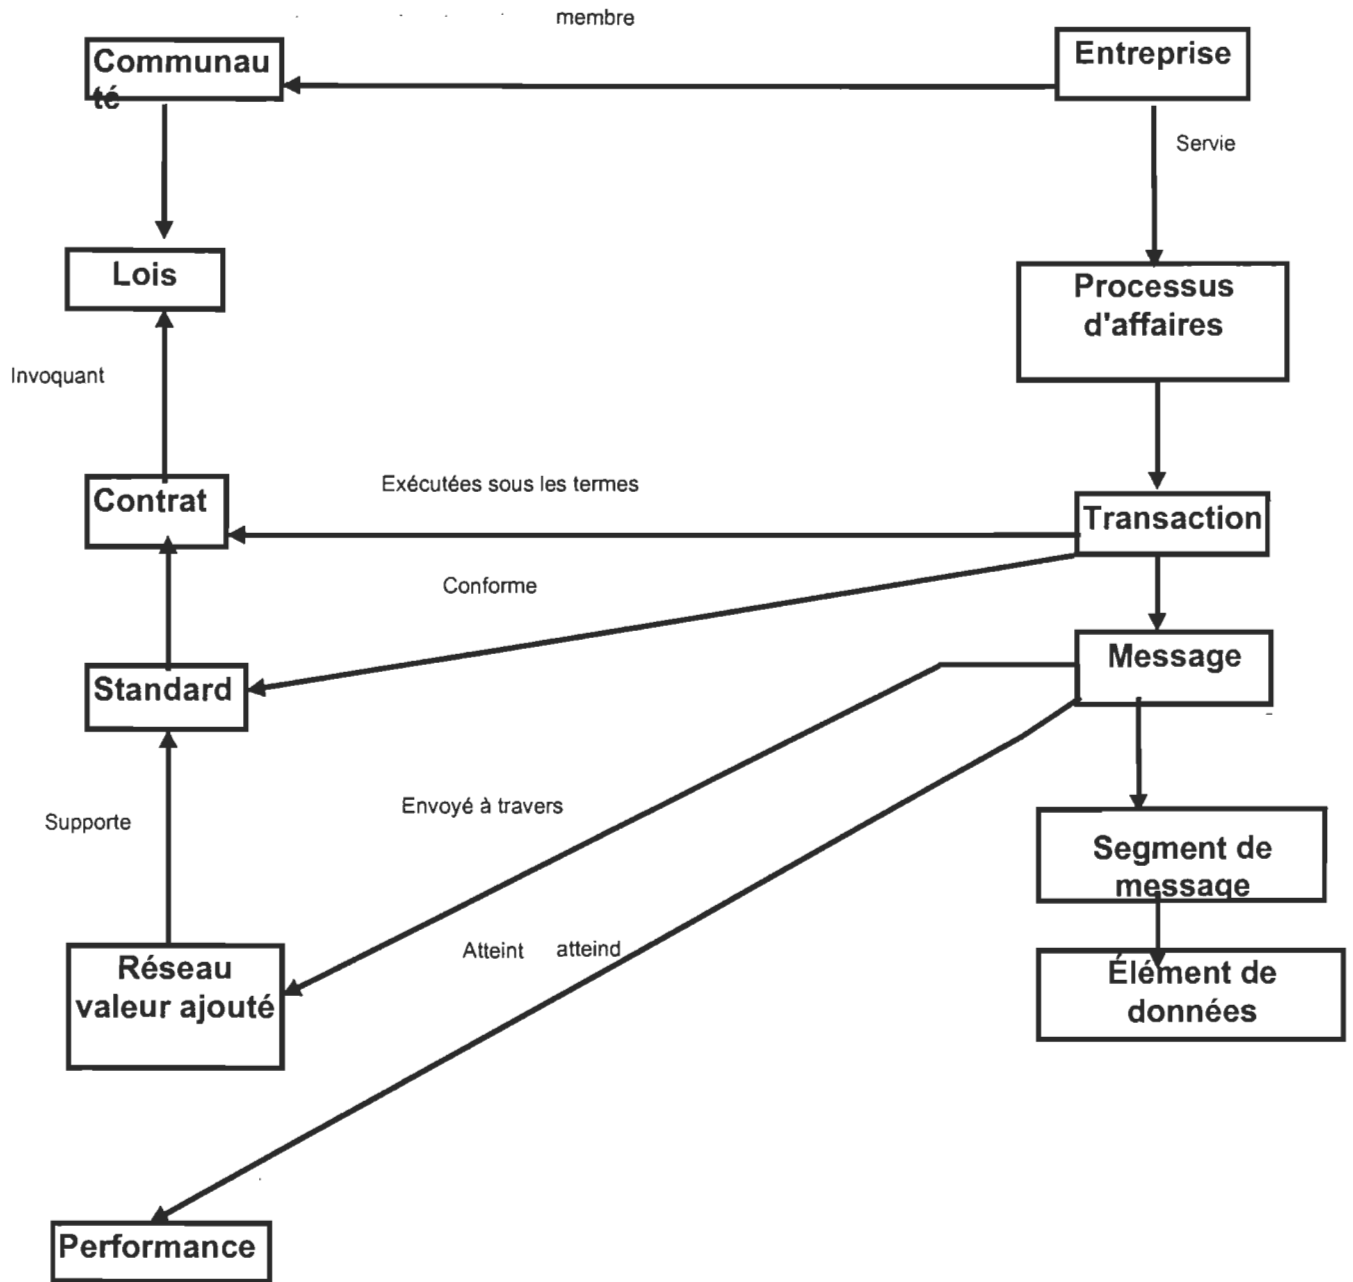 membre
Communau
té
Entreprise
Servie
Lois
Processus
d'affaires
Invoquant
Contrat
Exécutées sous les termes
Transaction
Conforme
Message
Standard
Envoyé à travers
Supporte
Segment de
message
Atteint atteind
Réseau
valeur ajouté
Élément de
données
Performance